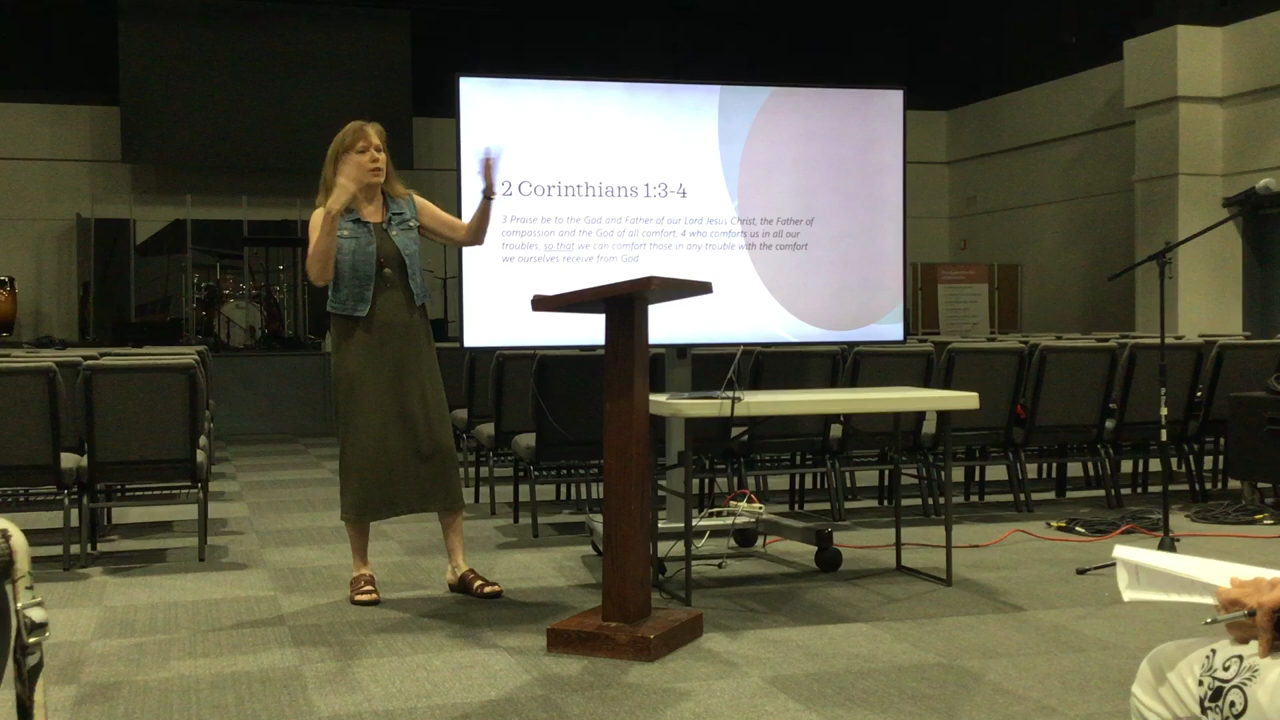 2 Corinthians 1:3-4
3 Praise be to the God and Father of our Lord Jesus Christ, the Father of
compassion and the God of all comfort, 4 who comforts us in all our
troubles, so that we can comfort those in any trouble with the comfort
we ourselves receive from God.